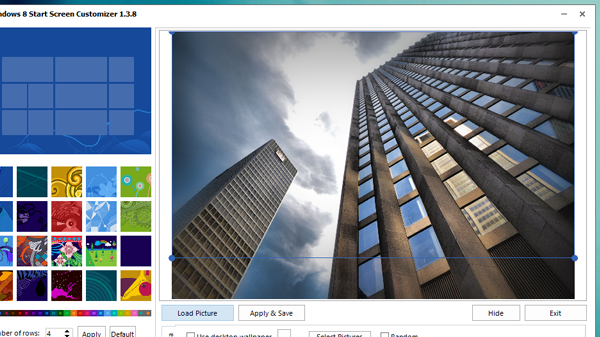 ndows 8 Start Screen Customizer 1.3.8
Load Picture
Apply & Save
Hide
Exit
ber of rows: 4
Apply
Default
Use desktop wallpaper
Select Pictures
Random